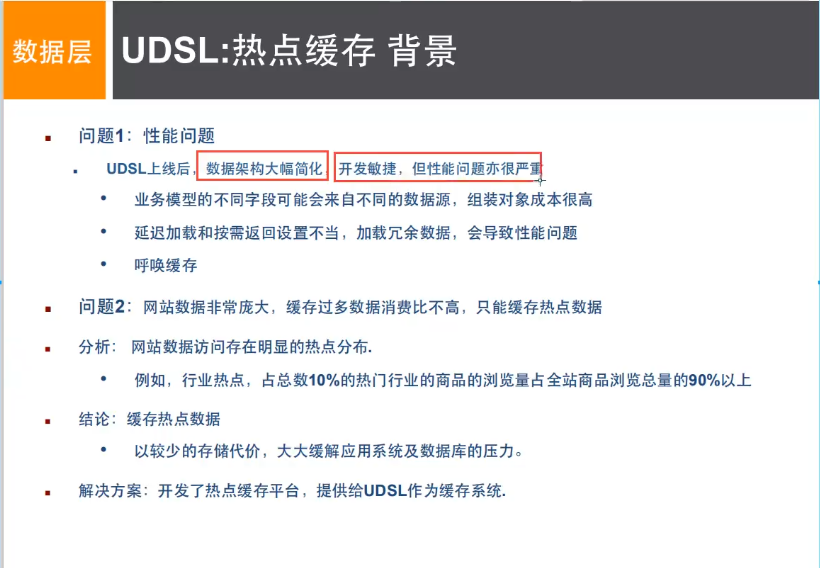 数据层
UDSL:热点缓存 背景
问题1：性能问题
UDSL上线后，数据架构大幅简化，开发敏捷，但性能问题亦很严重
业务模型的不同字段可能会来自不同的数据源，组装对象成本很高
延迟加载和按需返回设置不当，加载冗余数据，会导致性能问题
呼唤缓存
问题2：网站数据非常庞大，缓存过多数据消费比不高，只能缓存热点数据
分析： 网站数据访问存在明显的热点分布.
例如，行业热点，占总数10%的热门行业的商品的浏览量占全站商品浏览总量的90%以上
结论：缓存热点数据
以较少的存储代价，大大缓解应用系统及数据库的压力。
解决方案：开发了热点缓存平台，提供给UDSL作为缓存系统.